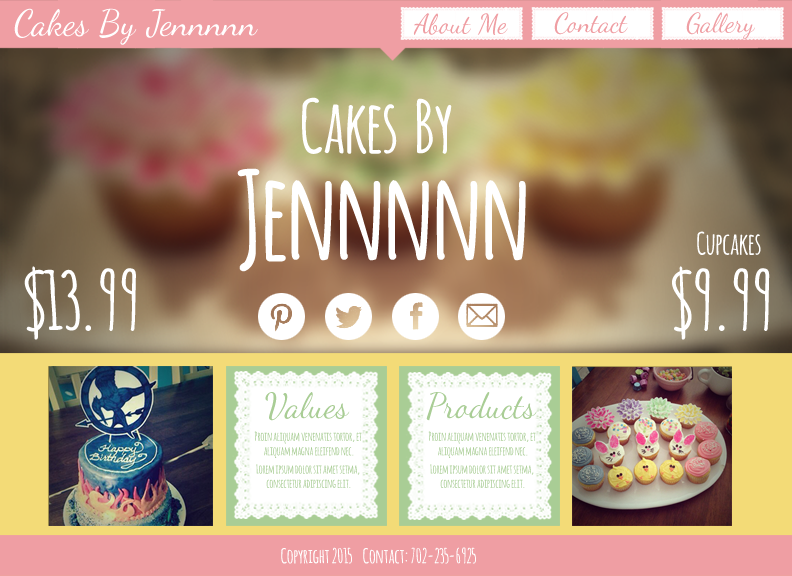 Cakes By Jennnnn
About Me
Contact
Gallery
Cakes By
Jennnnn
Cupcakes
$13.99
$9.99
Happy
Birthday
Values
Proin aliquam venenatis tortor, et
aliquam magna eleifend nec.
Lorem ipsum dolor sit amet setma,
consectetur adipiscing elit.
Products
Proin aliquam venenatis tortor, et
aliquam magna eleifend nec.
Lorem ipsum dolor sit amet setma,
consectetur adipiscing elit.
Copyright 2015 Contact: 702-235-6925